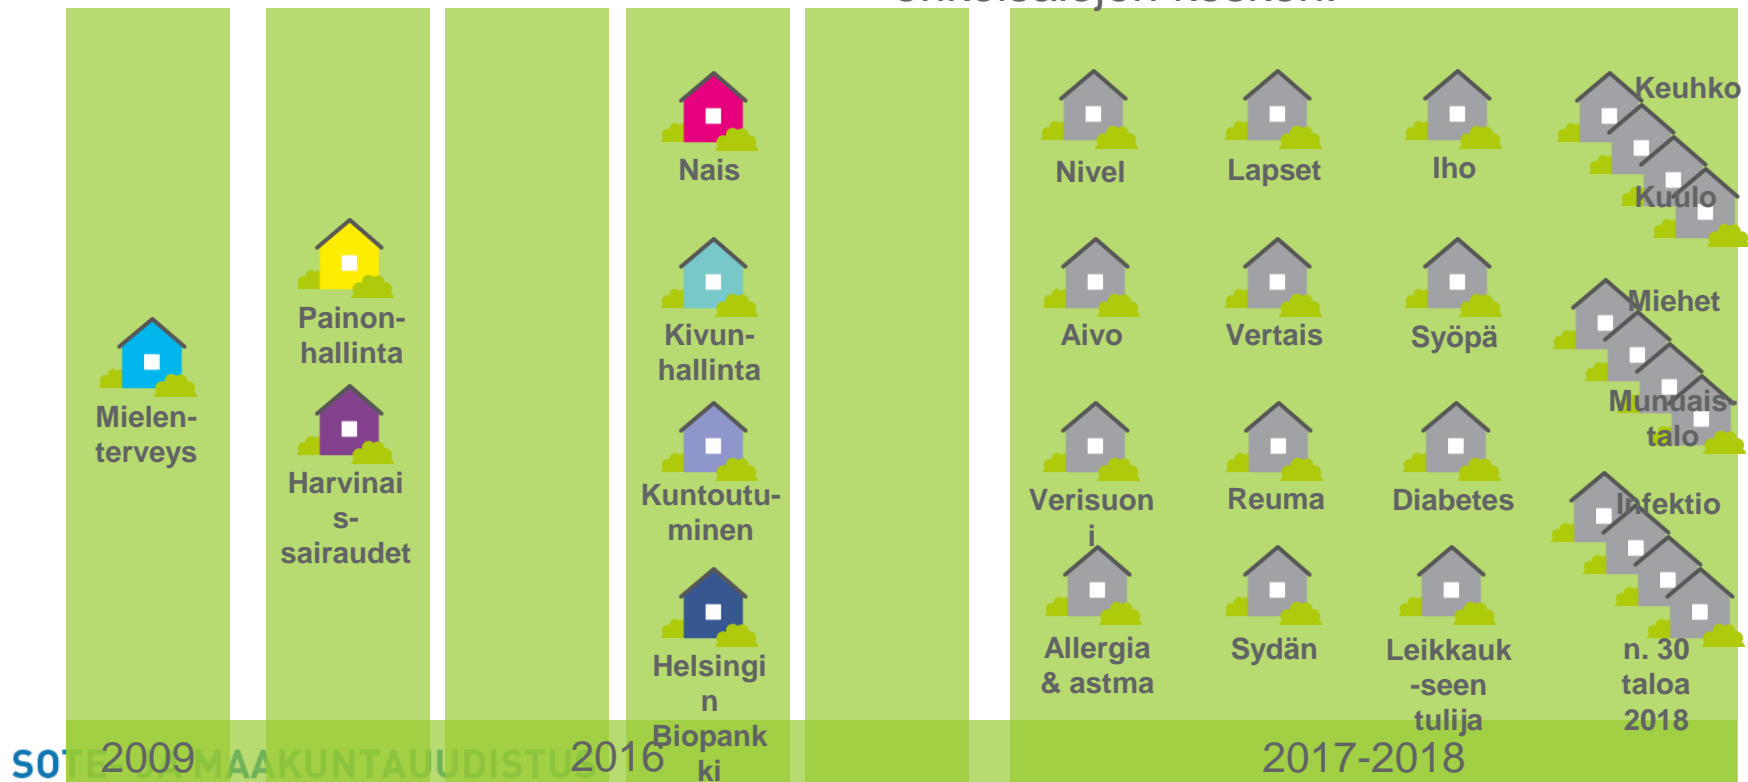 Mielen-
terveys
Painon-
hallinta
Harvinai
s-
sairaudet
Nais
Kivun-
hallinta
Kuntoutu-
minen
Helsingi
n
Biopank
ki
Nivel
Lapset
Iho
Keuhko
Kuulo
Aivo
Vertais
Syöpä
Miehet
Munuais-
talo
Verisuon
i
Reuma
Diabetes
Infektio
Allergia
& astma
Sydän
Leikkauk
-seen
tulija
n. 30
taloa
2018
2009
2016
2017-2018
MAAKUNTAUUDISTUS